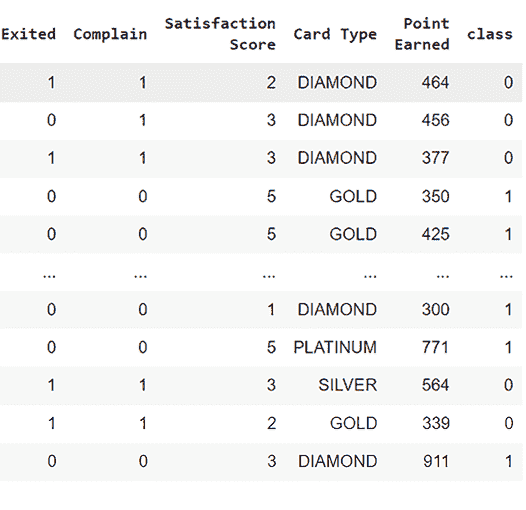 Exited Complain Satisfaction Score Card Type Point Earned class
1 1 2 DIAMOND 464 0
0 1 3 DIAMOND 456 0
1 1 3 DIAMOND 377 0
0 0 5 GOLD 350 1
0 0 5 GOLD 425 1
... ... ... ... ... ...
0 0 1 DIAMOND 300 1
0 0 5 PLATINUM 771 1
1 1 3 SILVER 564 0
1 1 2 GOLD 339 0
0 0 3 DIAMOND 911 1